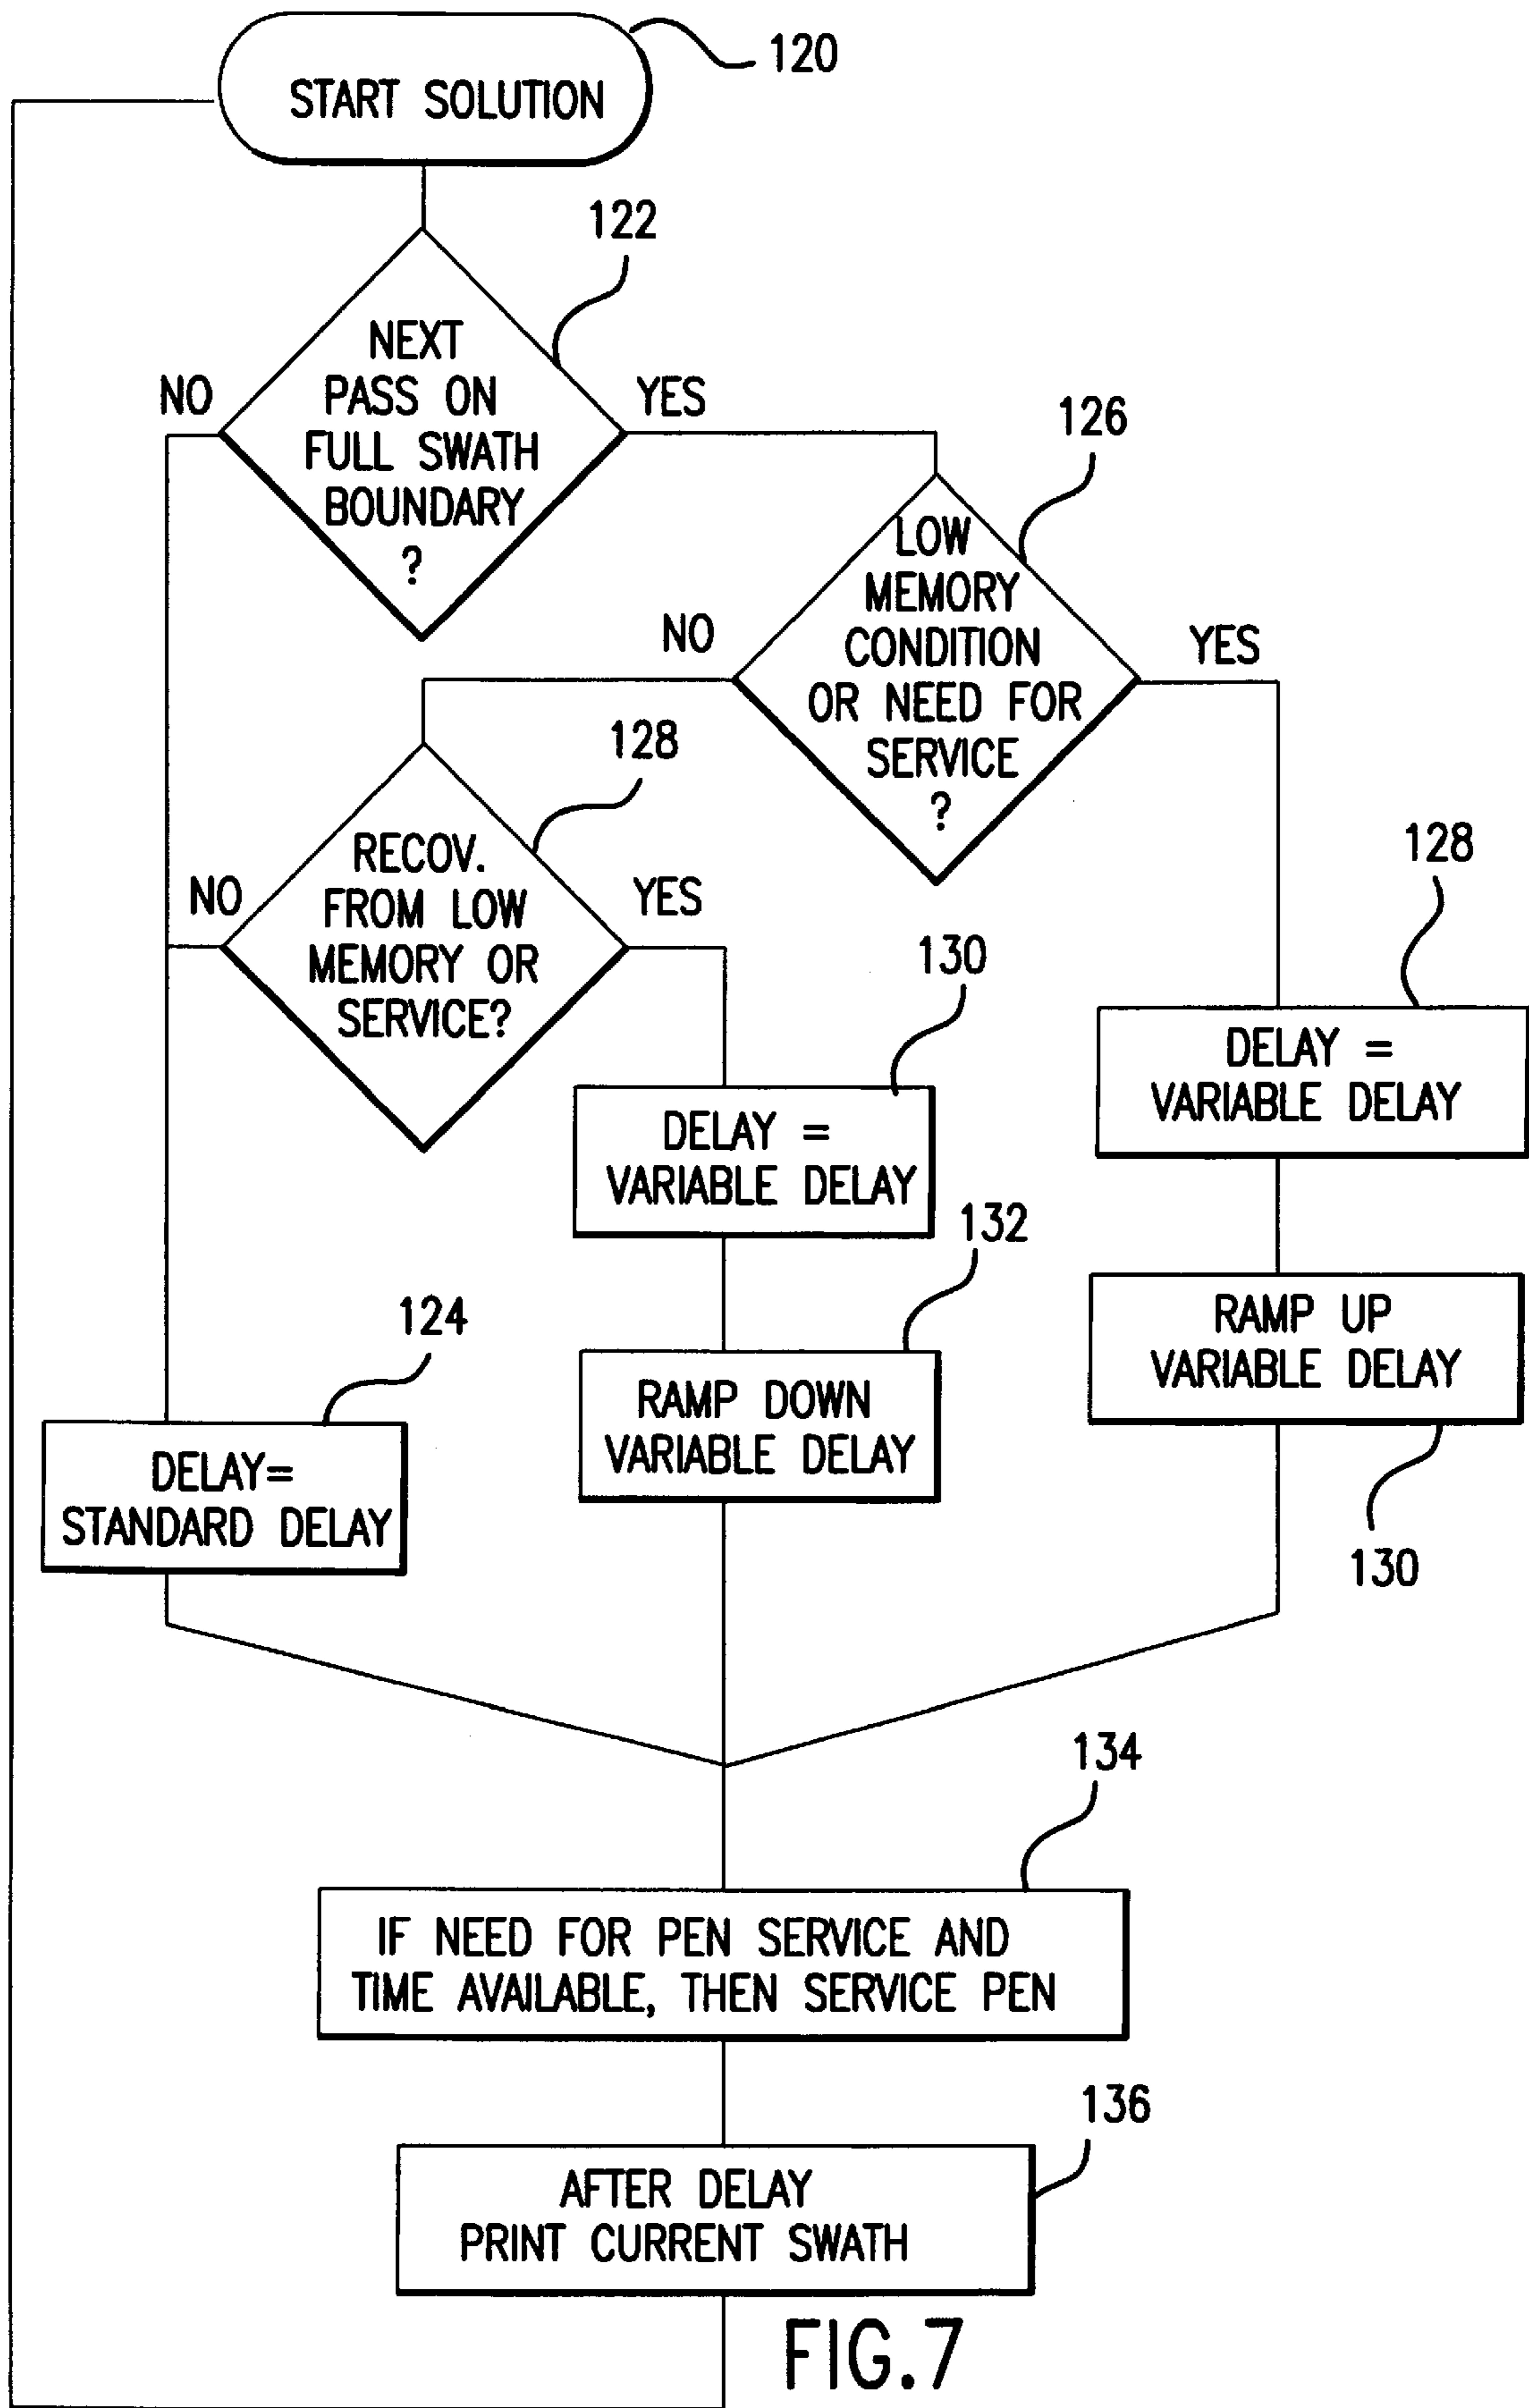 120
START SOLUTION
122
NEXT
PASS ON
FULL SWATH
BOUNDARY
?
NO
YES
126
LOW
MEMORY
CONDITION
OR NEED FOR
SERVICE
?
NO
YES
128
RECOV.
FROM LOW
MEMORY OR
SERVICE?
NO
YES
128
DELAY =
VARIABLE DELAY
130
DELAY =
VARIABLE DELAY
132
RAMP DOWN
VARIABLE DELAY
RAMP UP
VARIABLE DELAY
130
124
DELAY=
STANDARD DELAY
134
IF NEED FOR PEN SERVICE AND
TIME AVAILABLE, THEN SERVICE PEN
136
AFTER DELAY
PRINT CURRENT SWATH
FIG.7